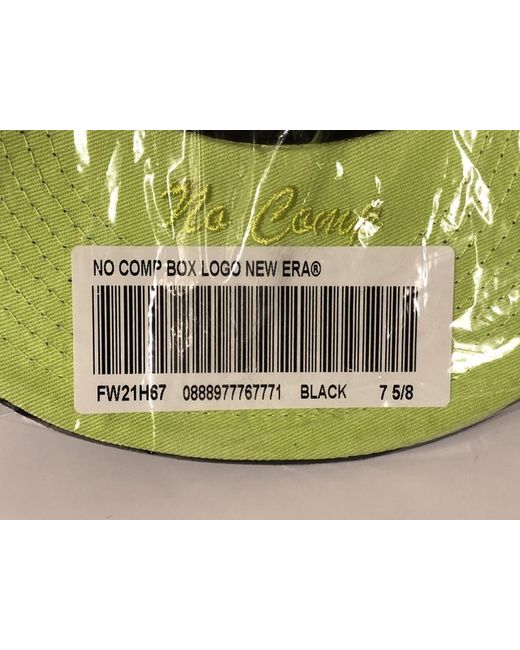 No Comp
NO COMP BOX LOGO NEW ERA®
FW21H67 0888977767771 BLACK 7 5/8